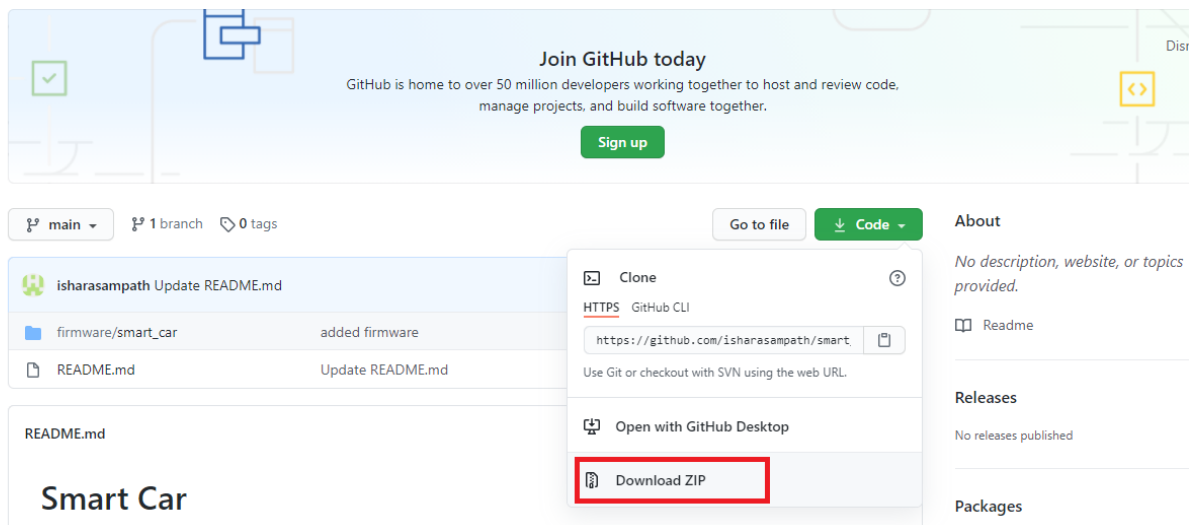 Join GitHub today
Disr
GitHub is home to over 50 million developers working together to host and review code,
manage projects, and build software together.
Sign up
main
1 branch
0 tags
Go to file
Code
isharasampath Update README.md
firmware/smart_car
added firmware
README.md
Update README.md
README.md
Smart Car
Clone
HTTPS
GitHub CLI
https://github.com/isharasampath/smart_
Use Git or checkout with SVN using the web URL.
Open with GitHub Desktop
Download ZIP
About
No description, website, or topics
provided.
Readme
Releases
No releases published
Packages